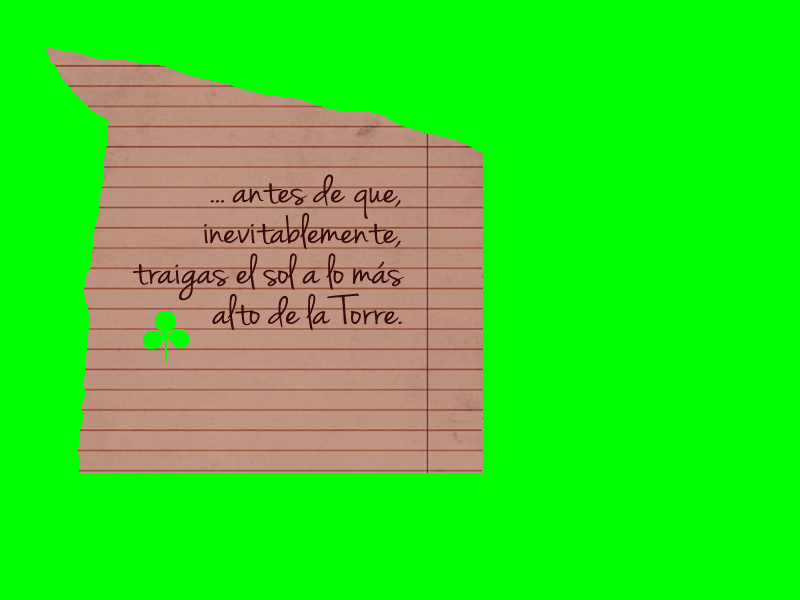 ... antes de que,
inevitablemente,
traigas el sol a lo más
alto de la Torre.